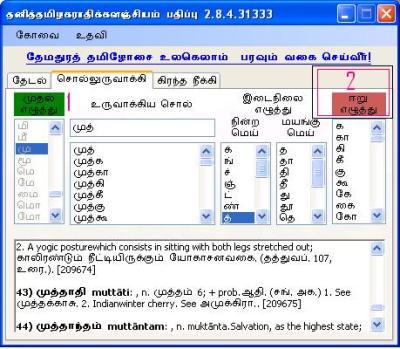 தனித்தமிழகராதிக்களஞ்சியம் பதிப்பு 2.8.4.31333
கோவை உதவி
தேமதுரத் தமிழோசை உலகெலாம் பரவும் வகை செய்வீர்!
தேடல் சொல்லுருவாக்கி கிரந்த நீக்கி
2
முதல் எழுத்து
1
உருவாக்கிய சொல்
இடைநிலை எழுத்து
நின்ற மெய்
மயங்கு மெய்
ஈறு எழுத்து
மி
மீ
மு
மூ
மெ
மே
மை
மொ
மோ
முத்
முத்
முத்க
முத்கா
முத்கி
முத்கீ
முத்கு
முத்கூ
க்
ங்
ச்
ஞ்
ட்
ண்
த்
த
தா
தி
தீ
து
தூ
தெ
க
கா
கி
கீ
கு
கூ
கே
கை
கோ
2. A yogic posturewhich consists in sitting with both legs stretched out;
காலிரண்டும் நீட்டியிருக்கும் யோகாசனவகை. (தத்துவப். 107,
உரை.). [209674]
43) முத்தாதி muttāti: , n. முத்தம் 6; + prob.ஆதி. (சங். அக.) 1. See
முத்தக்காசு. 2. Indianwinter cherry. See அமுக்கிரா.. [209675]
44) முத்தாந்தம் muttāntam: , n. muktānta.Salvation, as the highest state;